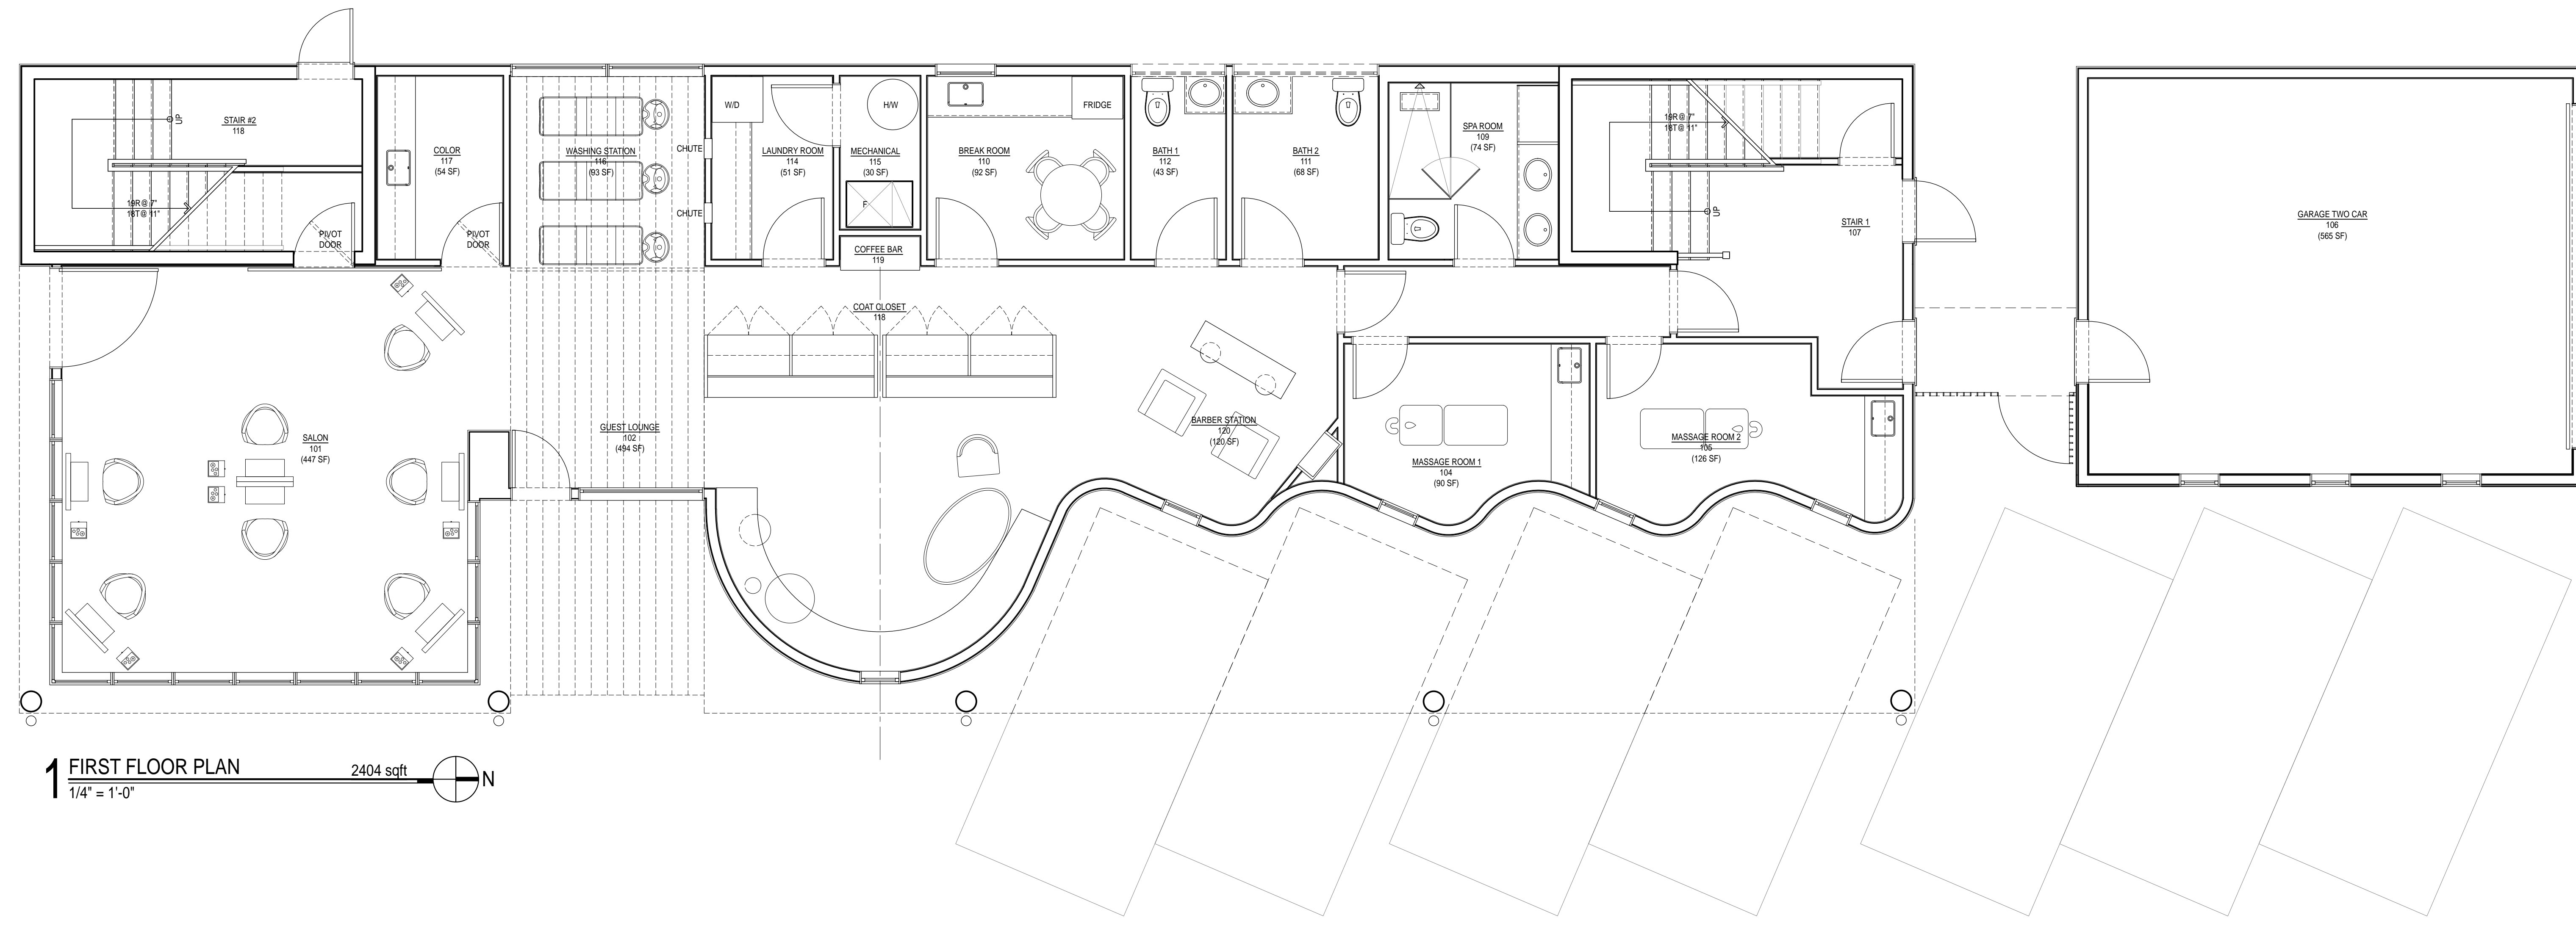 UP
STAIR #2
118
19R@ 7"
18T@ 11"
PIVOT
DOOR
COLOR
117
(54 SF)
PIVOT
DOOR
WASHING STATION
116
(93 SF)
CHUTE
CHUTE
W/D
LAUNDRY ROOM
114
(51 SF)
H/W
MECHANICAL
115
(30 SF)
F
COFFEE BAR
119
BREAK ROOM
110
(92 SF)
FRIDGE
BATH 1
112
(43 SF)
BATH 2
111
(68 SF)
SPA ROOM
109
(74 SF)
19R@ 7"
18T@ 11"
UP
STAIR 1
107
GARAGE TWO CAR
106
(565 SF)
COAT CLOSET
118
SALON
101
(447 SF)
GUEST LOUNGE
102
(494 SF)
BARBER STATION
120
(120 SF)
MASSAGE ROOM 1
104
(90 SF)
MASSAGE ROOM 2
105
(126 SF)
1 FIRST FLOOR PLAN 2404 sqft N
1/4" = 1'-0"